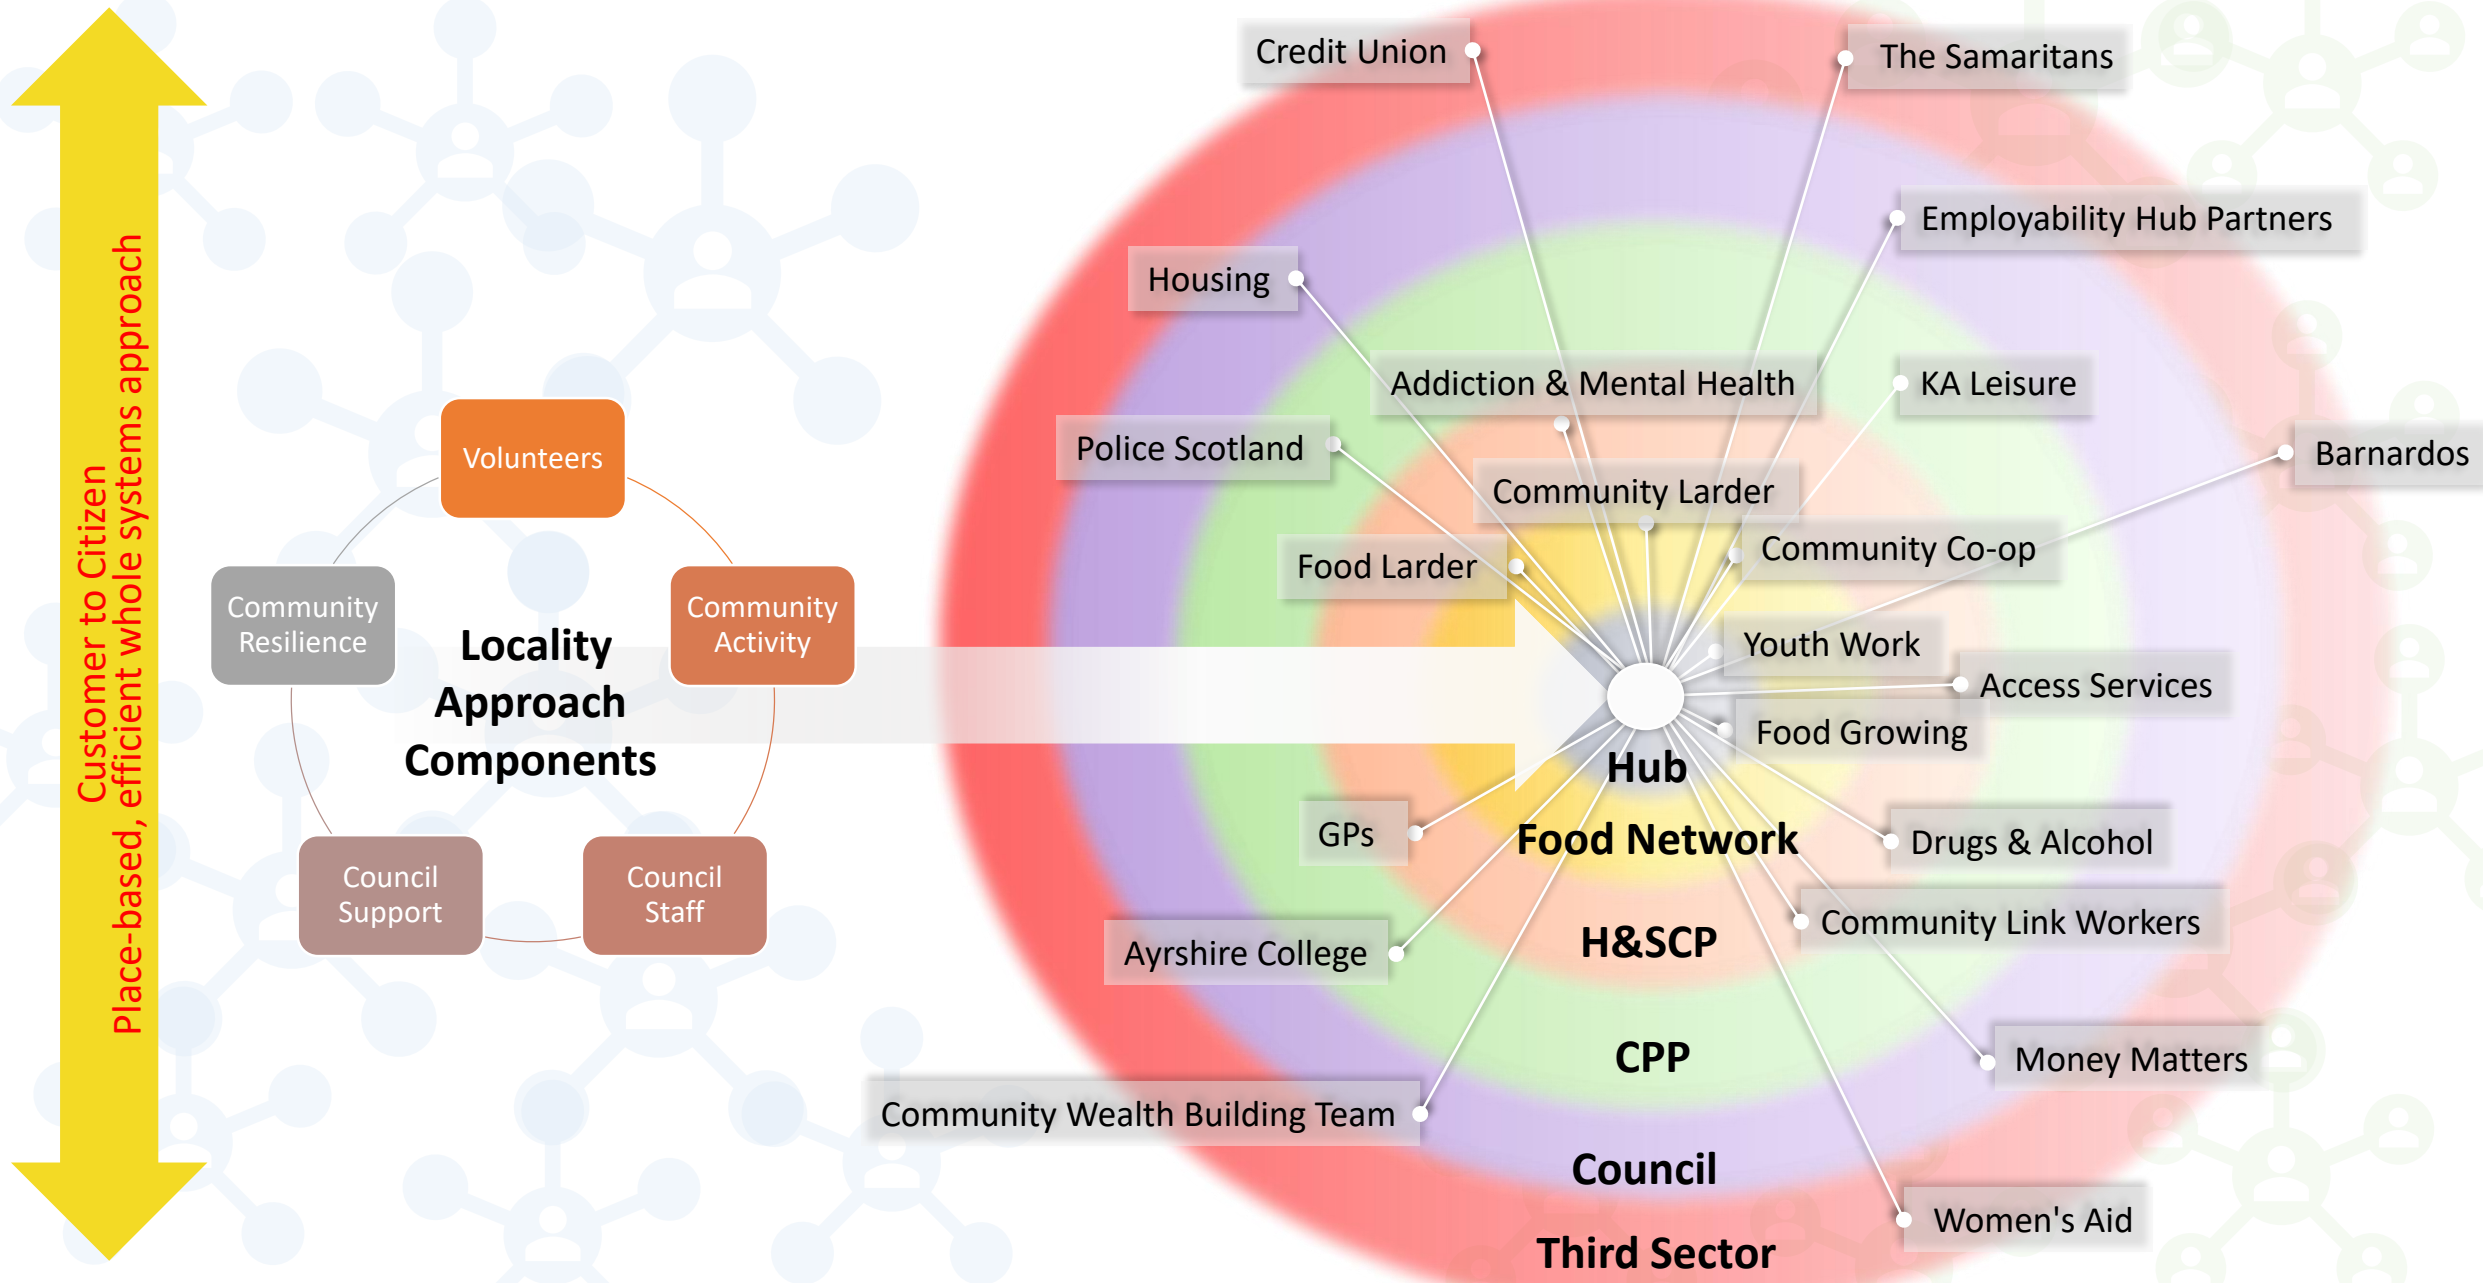 Customer to Citizen
Place-based, efficient whole systems approach
Volunteers
Community
Activity
Council
Staff
Council
Support
Community
Resilience
Locality
Approach
Components
Credit Union
The Samaritans
Employability Hub Partners
Housing
Addiction & Mental Health
KA Leisure
Police Scotland
Barnardos
Community Larder
Community Co-op
Food Larder
Youth Work
Access Services
Food Growing
Hub
GPs
Food Network
Drugs & Alcohol
Community Link Workers
H&SCP
Ayrshire College
CPP
Money Matters
Community Wealth Building Team
Council
Women's Aid
Third Sector